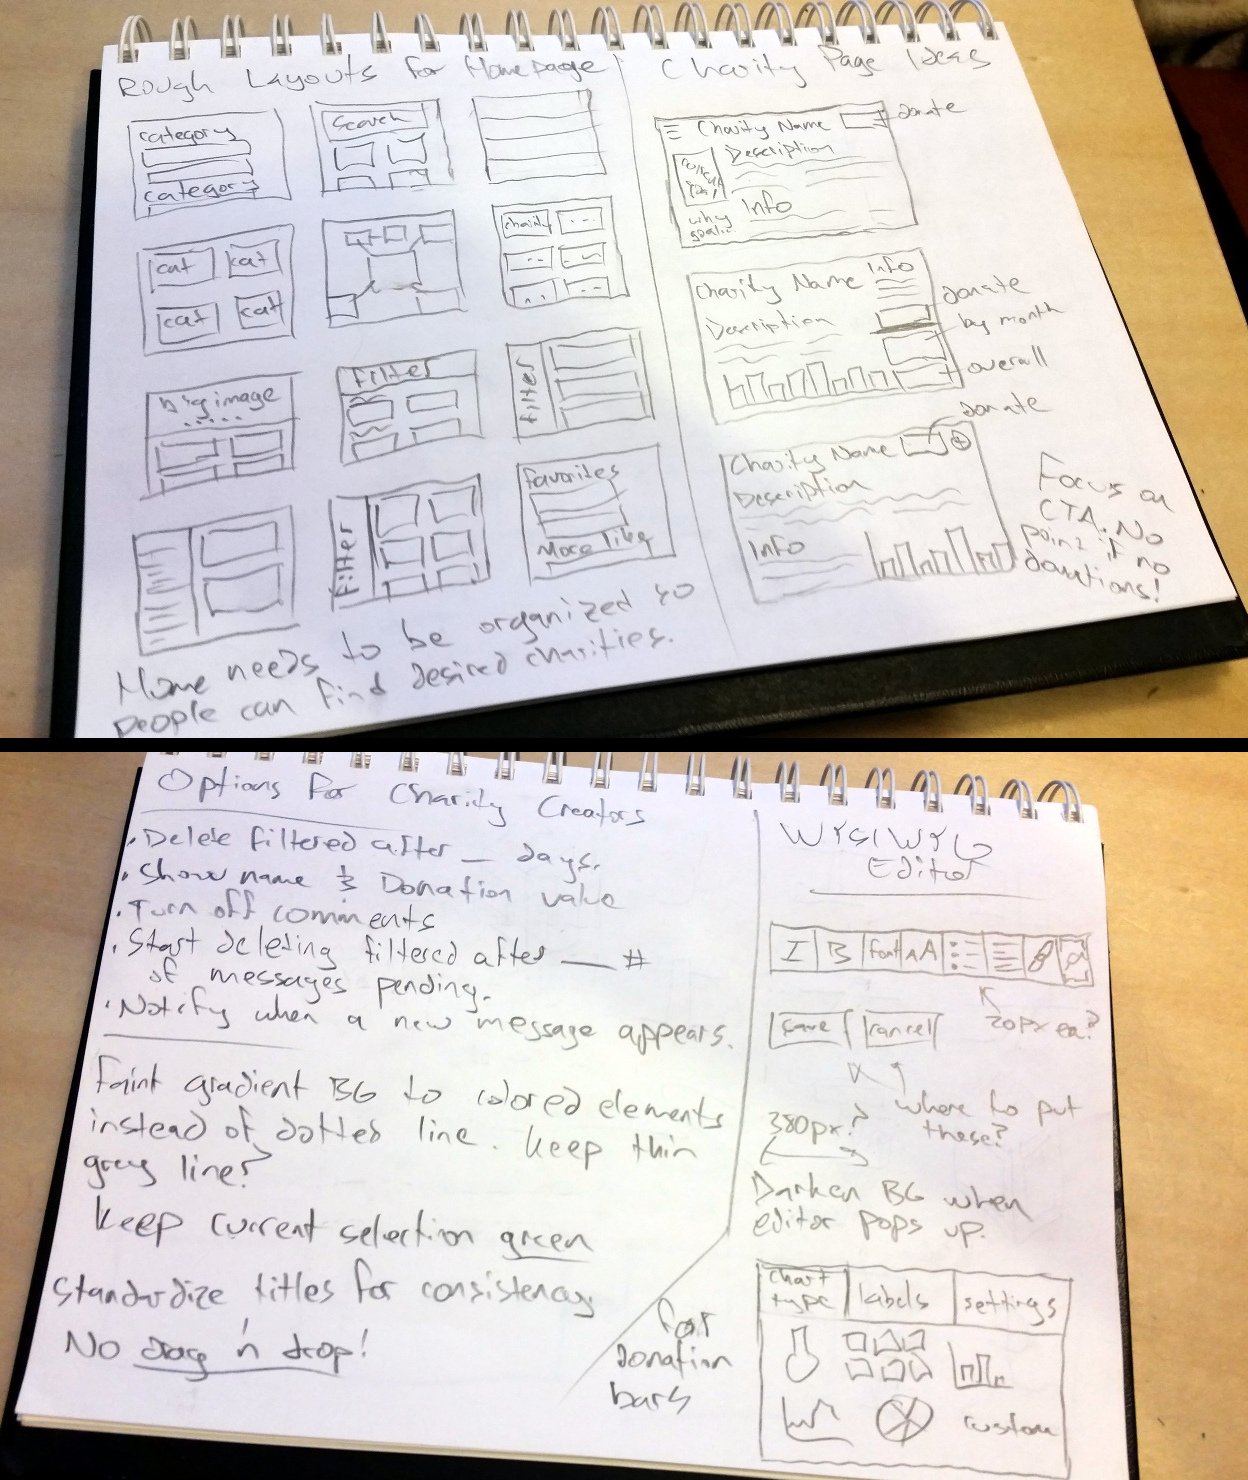 Rough Layouts for Homepage
category
category
Search
cat
cat
cat
cat
charity
big image
Filter
Filter
Filter
Favorites
More like
Home needs to be organized so
people can find desired charities.
Charity Page Ideas
Charity Name
donate
Description
Info
why
goal..
Charity Name
Info
Description
donate
by month
overall
donate
Charity Name
Description
Info
Focus on
CTA. No
point if no
donations!
Options for Charity Creators
• Delete filtered after _ days.
• Show name & Donation value
• Turn off comments
• Start deleting filtered after __ #
of messages pending.
• Notify when a new message appears.
Faint gradient BG to colored elements
instead of dotted line. Keep thin
grey line?
Keep current selection green
Standardize titles for consistency
No drag 'n drop!
WYSIWYG
Editor
I B Font AA
20px ea?
save cancel
where to put
these?
380px?
Darken BG when
editor pops up.
for
donation
bars
chart
type
labels
settings
custom